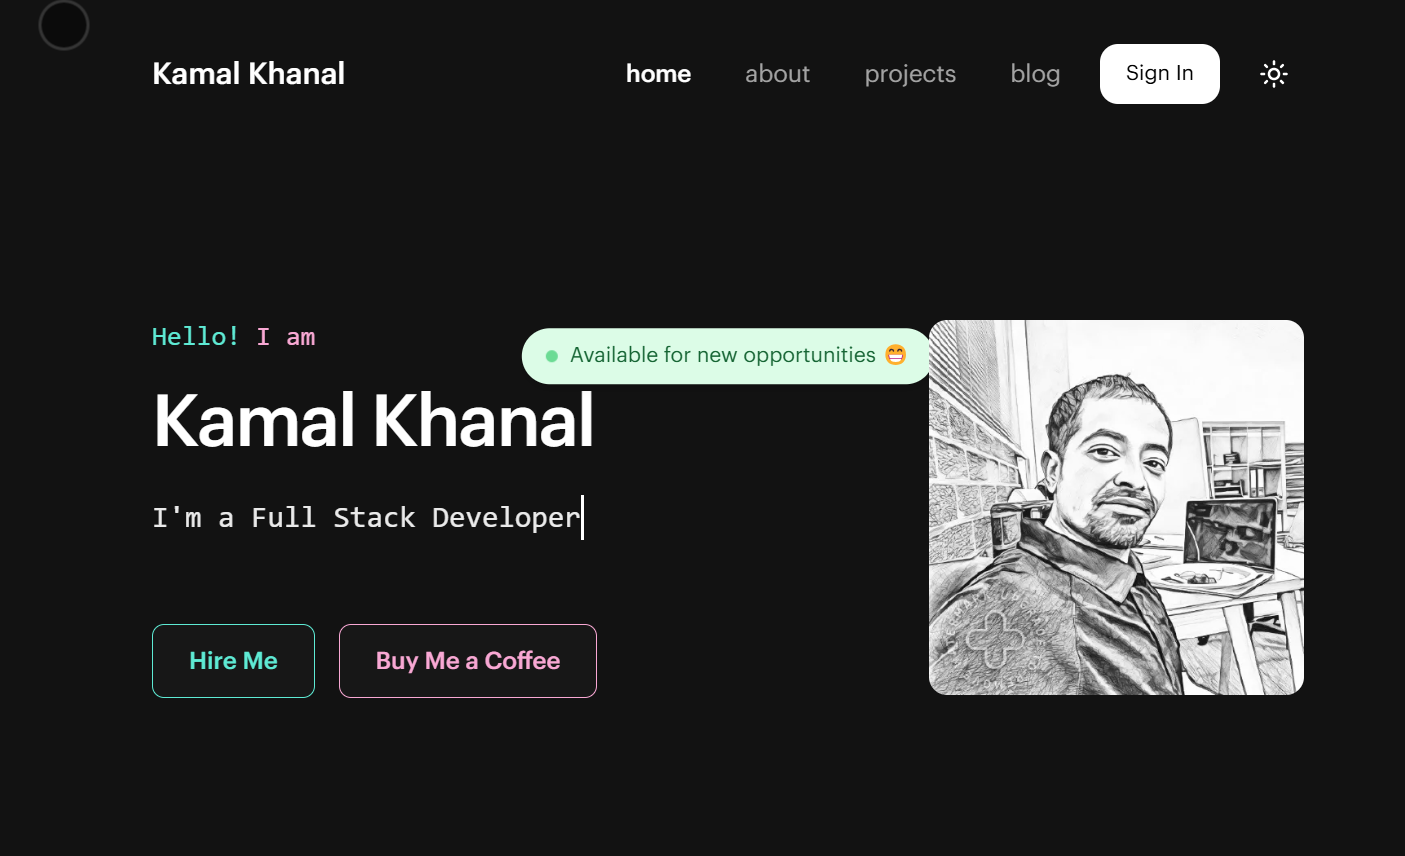 Kamal Khanal home about projects blog Sign In
Hello! I am
Available for new opportunities 😁
Kamal Khanal
I'm a Full Stack Developer
Hire Me Buy Me a Coffee